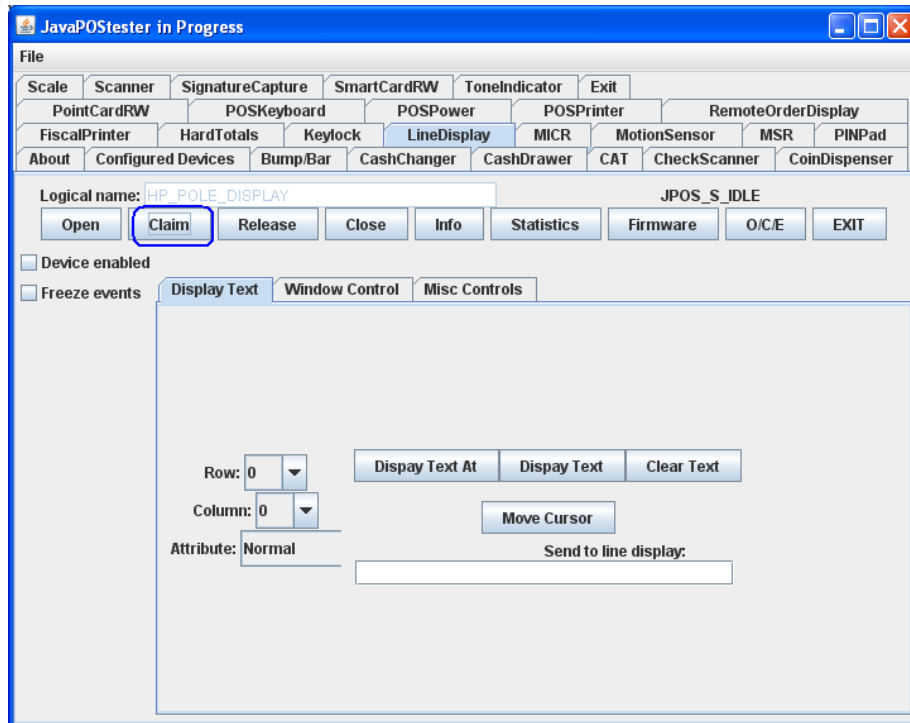 JavaPOStester in Progress
File
Scale Scanner SignatureCapture SmartCardRW ToneIndicator Exit
PointCardRW POSKeyboard POSPower POSPrinter RemoteOrderDisplay
FiscalPrinter HardTotals Keylock LineDisplay MICR MotionSensor MSR PINPad
About Configured Devices Bump/Bar CashChanger CashDrawer CAT CheckScanner CoinDispenser
Logical name: HP_POLE_DISPLAY JPOS_S_IDLE
Open Claim Release Close Info Statistics Firmware O/C/E EXIT
Device enabled
Freeze events Display Text Window Control Misc Controls
Row: 0 Dispay Text At Dispay Text Clear Text
Column: 0 Move Cursor
Attribute: Normal Send to line display: